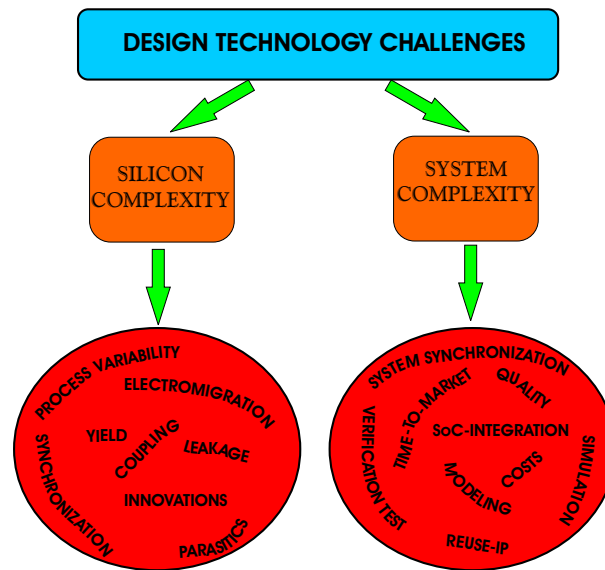 DESIGN TECHNOLOGY CHALLENGES
SILICON
COMPLEXITY
SYSTEM
COMPLEXITY
PROCESS VARIABILITY
ELECTROMIGRATION
YIELD
COUPLING
LEAKAGE
SYNCHRONIZATION
INNOVATIONS
PARASITICS
SYSTEM SYNCHRONIZATION
TIME-TO-MARKET
QUALITY
VERIFICATION TEST
SoC-INTEGRATION
COSTS
MODELING
SIMULATION
REUSE-IP